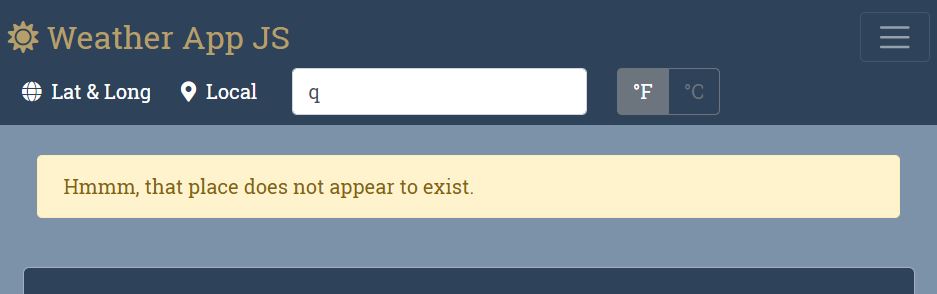 Weather App JS
Lat & Long Local q °F °C
Hmmm, that place does not appear to exist.